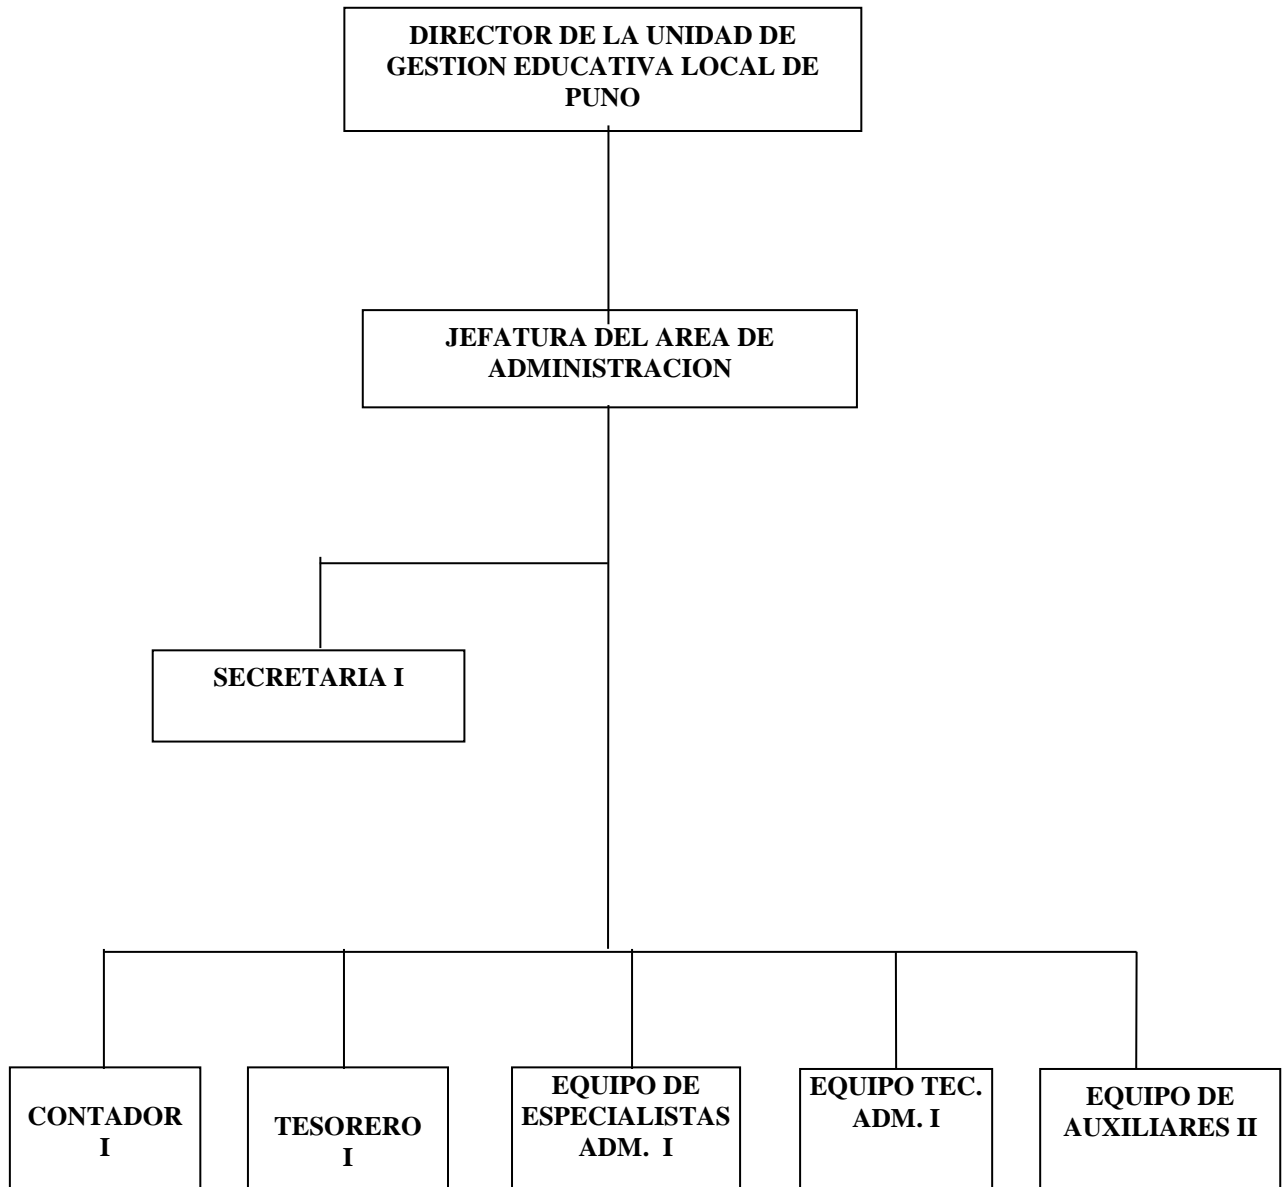 DIRECTOR DE LA UNIDAD DE
GESTION EDUCATIVA LOCAL DE
PUNO
JEFATURA DEL AREA DE
ADMINISTRACION
SECRETARIA I
CONTADOR
I
TESORERO
I
EQUIPO DE
ESPECIALISTAS
ADM. I
EQUIPO TEC.
ADM. I
EQUIPO DE
AUXILIARES II